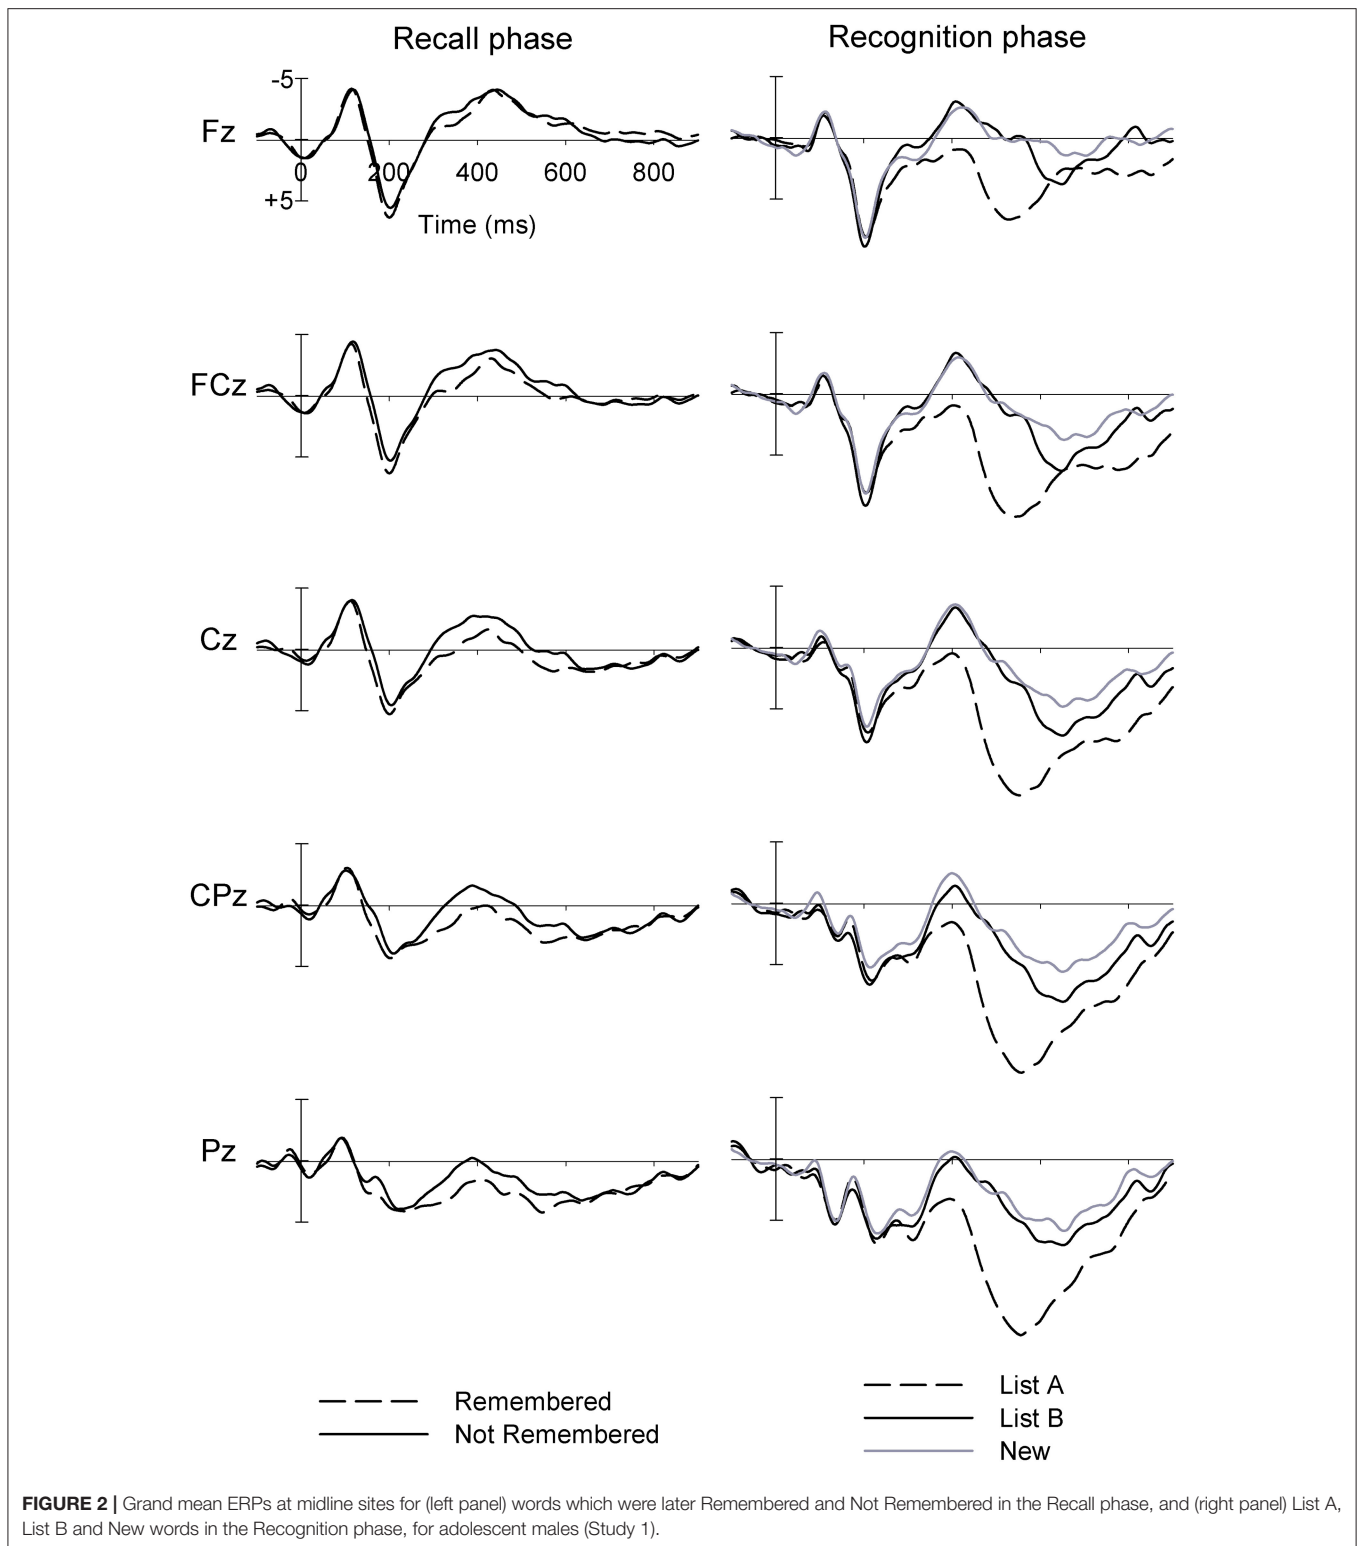 Recall phase
Recognition phase
-5
Fz
0 200 400 600 800
+5
Time (ms)
FCz
Cz
CPz
Pz
Remembered
Not Remembered
List A
List B
New
FIGURE 2 | Grand mean ERPs at midline sites for (left panel) words which were later Remembered and Not Remembered in the Recall phase, and (right panel) List A,
List B and New words in the Recognition phase, for adolescent males (Study 1).